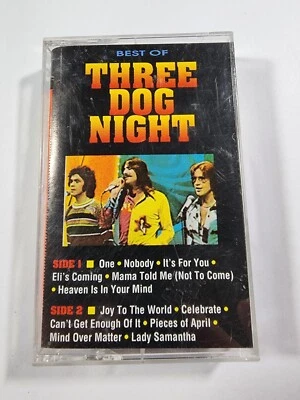 BEST OF
THREE
DOG
NIGHT
SIDE 1 ■ One • Nobody • It's For You •
Eli's Coming • Mama Told Me (Not To Come)
• Heaven Is In Your Mind
SIDE 2 ■ Joy To The World • Celebrate •
Can't Get Enough Of It • Pieces of April •
Mind Over Matter • Lady Samantha